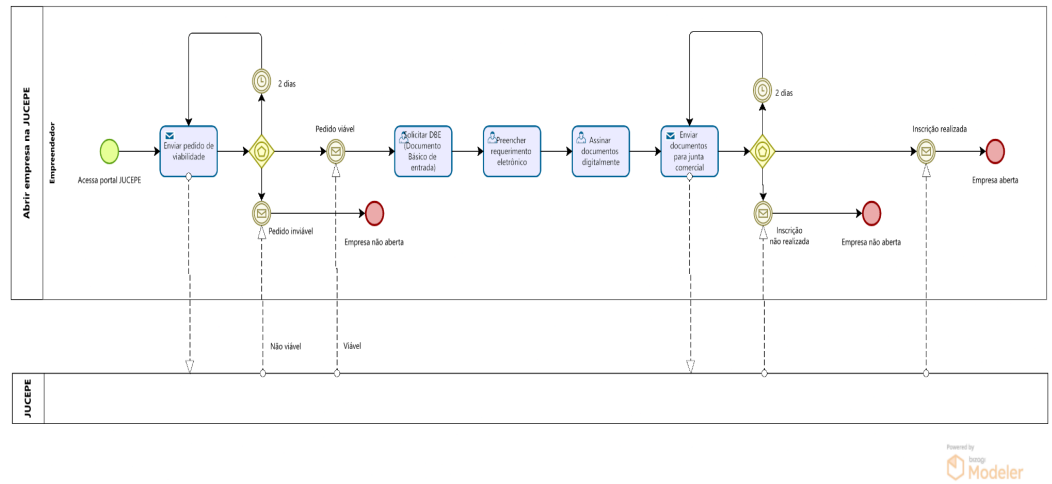 Abrir empresa na JUCEPE
Empreendedor
Acessa portal JUCEPE
Enviar pedido de
viabilidade
2 dias
Pedido viável
Pedido inviável
Empresa não aberta
Solicitar DBE
(Documento
Básico de
entrada)
Preencher
requerimento
eletrônico
Assinar
documentos
digitalmente
Enviar
documentos
para junta
comercial
2 dias
Inscrição realizada
Empresa aberta
Inscrição
não realizada
Empresa não aberta
Não viável
Viável
JUCEPE
Powered by
bizagi
Modeler